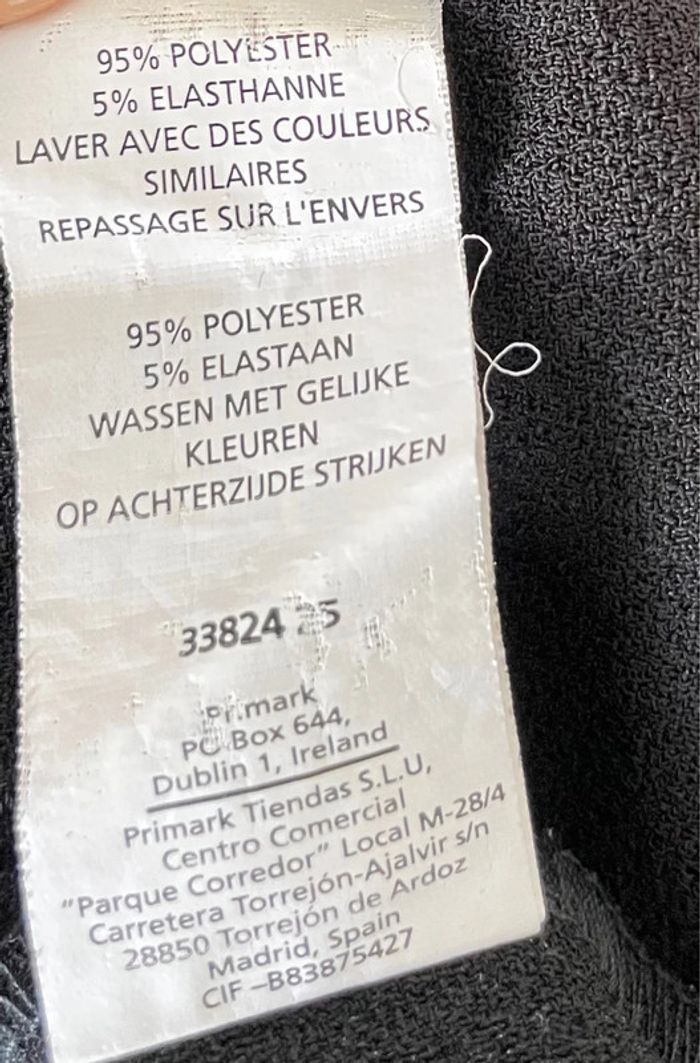 95% POLYESTER
5% ELASTHANNE
LAVER AVEC DES COULEURS
SIMILAIRES
REPASSAGE SUR L'ENVERS
95% POLYESTER
5% ELASTAAN
WASSEN MET GELIJKE
KLEUREN
OP ACHTERZIJDE STRIJKEN
33824
Primark
PO Box 644,
Dublin 1, Ireland
Primark Tiendas S.L.U,
Centro Comercial
"Parque Corredor" Local M-28/4
Carretera Torrejón-Ajalvir s/n
28850 Torrejón de Ardoz
Madrid, Spain
CIF –B83875427